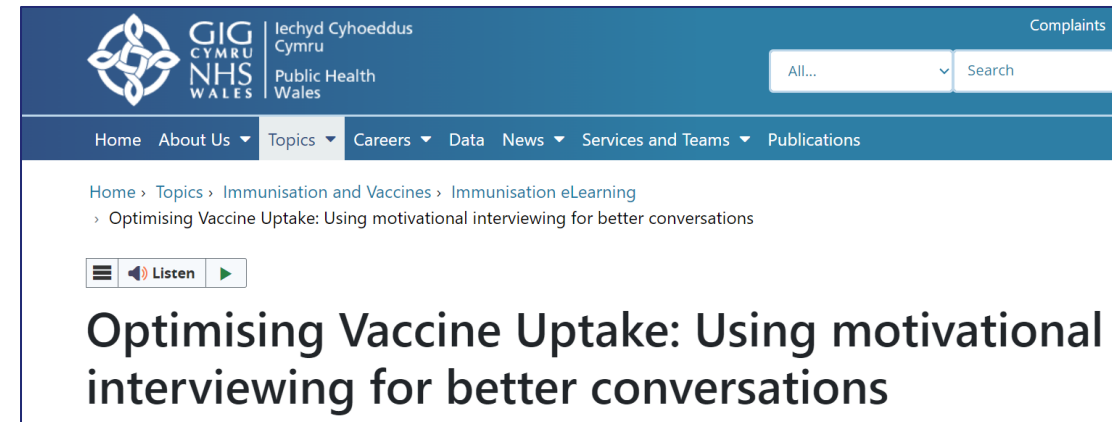 GIG
CYMRU
NHS
WALES
Iechyd Cyhoeddus
Cymru
Public Health
Wales
Complaints
All...
Search
Home About Us Topics Careers Data News Services and Teams Publications
Home › Topics › Immunisation and Vaccines › Immunisation eLearning
› Optimising Vaccine Uptake: Using motivational interviewing for better conversations
Listen
Optimising Vaccine Uptake: Using motivational
interviewing for better conversations